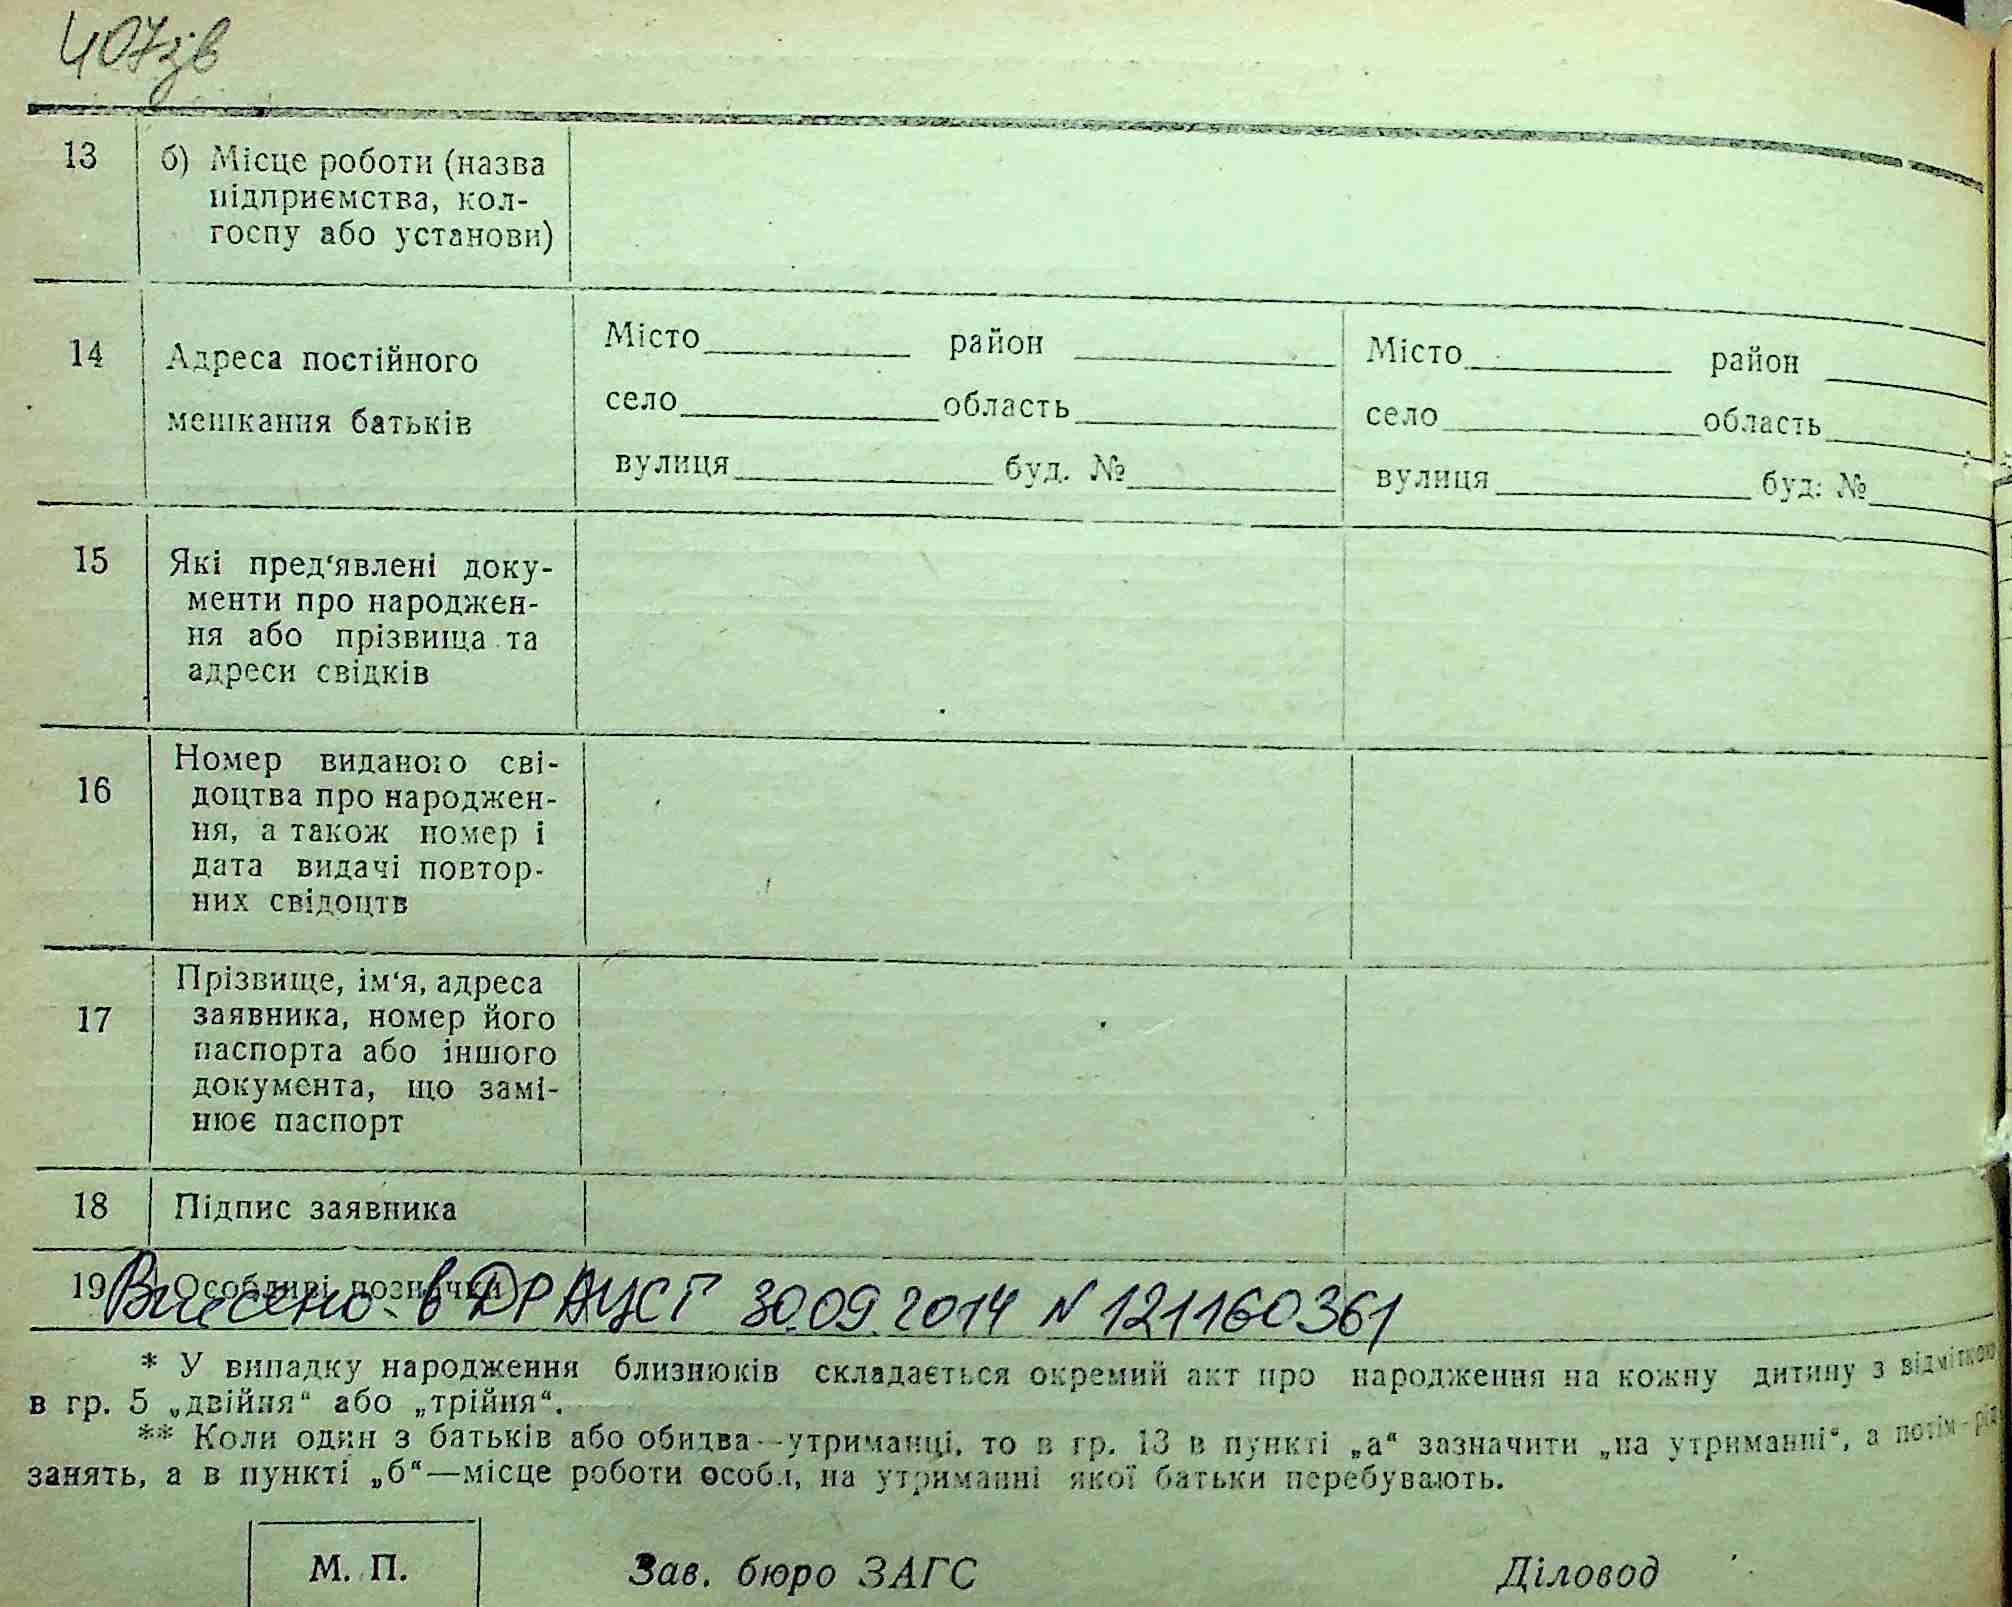 407зв
13 б) Місце роботи (назва
підприємства, кол-
госпу або установи)
14 Адреса постійного
мешкання батьків
Місто район
село область
вулиця буд. №
Місто район
село область
вулиця буд. №
15 Які пред‘явлені доку-
менти про народжен-
ня або прізвища та
адреси свідків
16 Номер виданого сві-
доцтва про народжен-
ня, а також номер і
дата видачі повтор-
них свідоцтв
17 Прізвище, ім‘я, адреса
заявника, номер його
паспорта або іншого
документа, що замі-
нює паспорт
18 Підпис заявника
19 Особливі позначки
Внесено в ДРАЦСГ 30.09.2014 N 121160361
* У випадку народження близнюків складається окремий акт про народження на кожну дитину з відміткою
в гр. 5 „двійня“ або „трійня“.
** Коли один з батьків або обидва—утриманці, то в гр. 13 в пункті „а“ зазначити „на утриманні“, а потім—рід
занять, а в пункті „б“—місце роботи особи, на утриманні якої батьки перебувають.
М. П. Зав. бюро ЗАГС Діловод